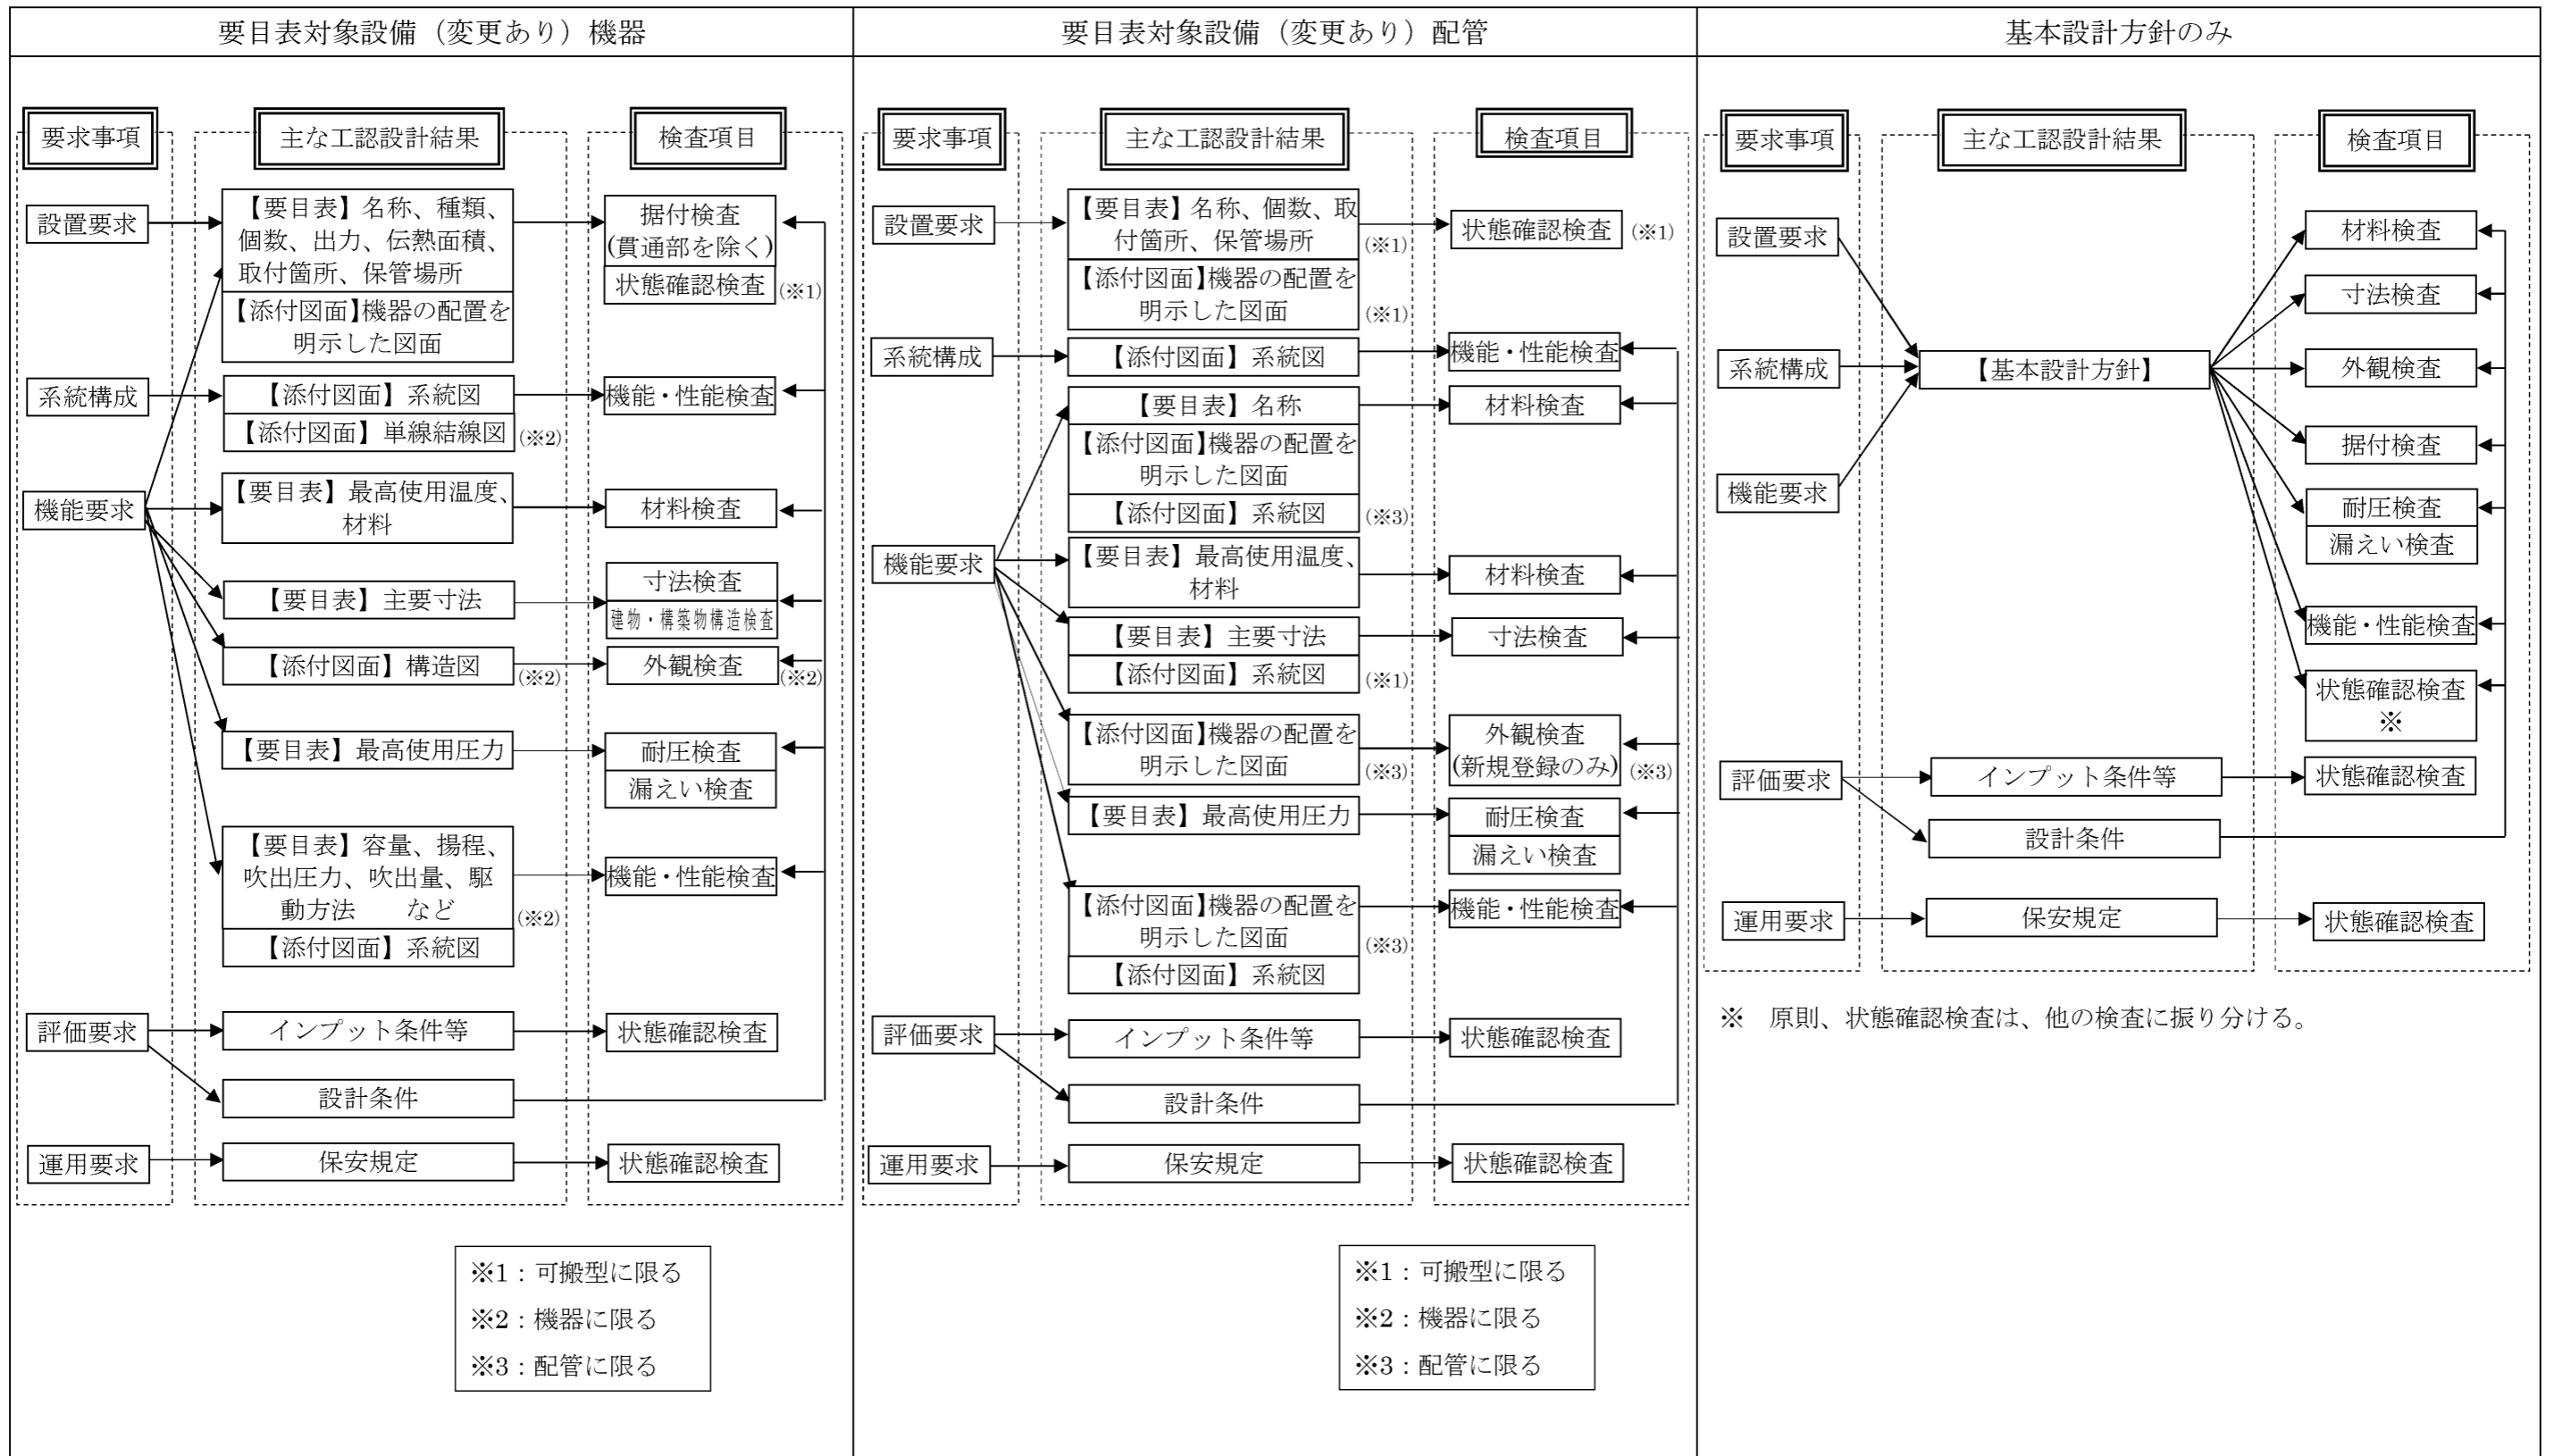 要目表対象設備（変更あり）機器
要求事項
主な工認設計結果
検査項目
設置要求
【要目表】名称、種類、
個数、出力、伝熱面積、
取付箇所、保管場所
【添付図面】機器の配置を
明示した図面
据付検査
(貫通部を除く)
状態確認検査
(※1)
系統構成
【添付図面】系統図
【添付図面】単線結線図
(※2)
機能・性能検査
機能要求
【要目表】最高使用温度、
材料
材料検査
【要目表】主要寸法
寸法検査
建物・構築物構造検査
【添付図面】構造図
(※2)
外観検査
(※2)
【要目表】最高使用圧力
耐圧検査
漏えい検査
【要目表】容量、揚程、
吹出圧力、吹出量、駆
動方法　　など
(※2)
【添付図面】系統図
機能・性能検査
評価要求
インプット条件等
状態確認検査
設計条件
運用要求
保安規定
状態確認検査
※1：可搬型に限る
※2：機器に限る
※3：配管に限る
要目表対象設備（変更あり）配管
要求事項
主な工認設計結果
検査項目
設置要求
【要目表】名称、個数、取
付箇所、保管場所
(※1)
【添付図面】機器の配置を
明示した図面
(※1)
状態確認検査
(※1)
系統構成
【添付図面】系統図
機能・性能検査
機能要求
【要目表】名称
【添付図面】機器の配置を
明示した図面
【添付図面】系統図
(※3)
材料検査
【要目表】最高使用温度、
材料
材料検査
【要目表】主要寸法
【添付図面】系統図
(※1)
寸法検査
【添付図面】機器の配置を
明示した図面
(※3)
外観検査
(新規登録のみ)
(※3)
【要目表】最高使用圧力
耐圧検査
漏えい検査
【添付図面】機器の配置を
明示した図面
(※3)
【添付図面】系統図
機能・性能検査
評価要求
インプット条件等
状態確認検査
設計条件
運用要求
保安規定
状態確認検査
※1：可搬型に限る
※2：機器に限る
※3：配管に限る
基本設計方針のみ
要求事項
主な工認設計結果
検査項目
設置要求
系統構成
機能要求
【基本設計方針】
材料検査
寸法検査
外観検査
据付検査
耐圧検査
漏えい検査
機能・性能検査
状態確認検査
※
評価要求
インプット条件等
状態確認検査
設計条件
運用要求
保安規定
状態確認検査
※　原則、状態確認検査は、他の検査に振り分ける。